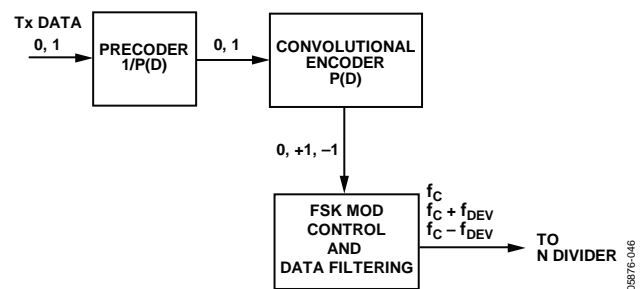 Tx DATA
0, 1
PRECODER
1/P(D)
0, 1
CONVOLUTIONAL
ENCODER
P(D)
0, +1, –1
FSK MOD
CONTROL
AND
DATA FILTERING
fC
fC + fDEV
fC – fDEV
TO
N DIVIDER
05876-046